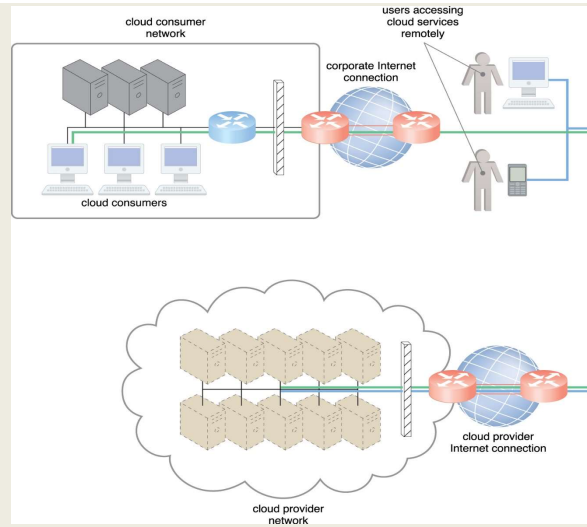 cloud consumer
network
users accessing
cloud services
remotely
corporate Internet
connection
cloud consumers
cloud provider
Internet connection
cloud provider
network